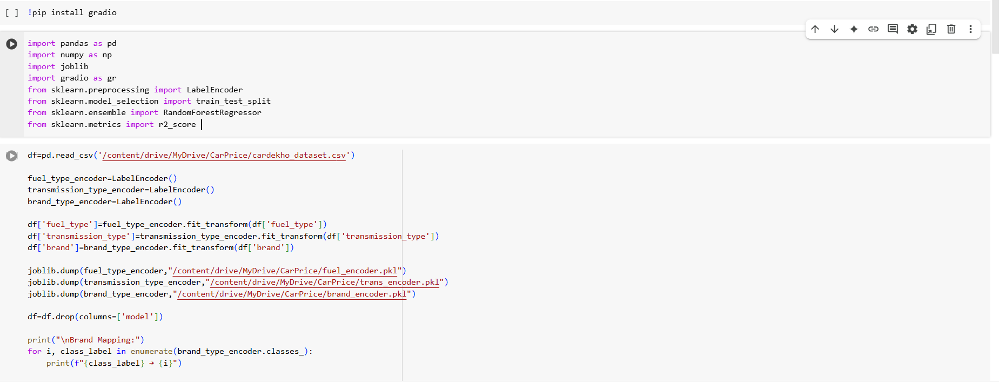 [ ] !pip install gradio
import pandas as pd
import numpy as np
import joblib
import gradio as gr
from sklearn.preprocessing import LabelEncoder
from sklearn.model_selection import train_test_split
from sklearn.ensemble import RandomForestRegressor
from sklearn.metrics import r2_score
df=pd.read_csv('/content/drive/MyDrive/CarPrice/cardekho_dataset.csv')
fuel_type_encoder=LabelEncoder()
transmission_type_encoder=LabelEncoder()
brand_type_encoder=LabelEncoder()
df['fuel_type']=fuel_type_encoder.fit_transform(df['fuel_type'])
df['transmission_type']=transmission_type_encoder.fit_transform(df['transmission_type'])
df['brand']=brand_type_encoder.fit_transform(df['brand'])
joblib.dump(fuel_type_encoder,"/content/drive/MyDrive/CarPrice/fuel_encoder.pkl")
joblib.dump(transmission_type_encoder,"/content/drive/MyDrive/CarPrice/trans_encoder.pkl")
joblib.dump(brand_type_encoder,"/content/drive/MyDrive/CarPrice/brand_encoder.pkl")
df=df.drop(columns=['model'])
print("\nBrand Mapping:")
for i, class_label in enumerate(brand_type_encoder.classes_):
    print(f"{class_label} → {i}")